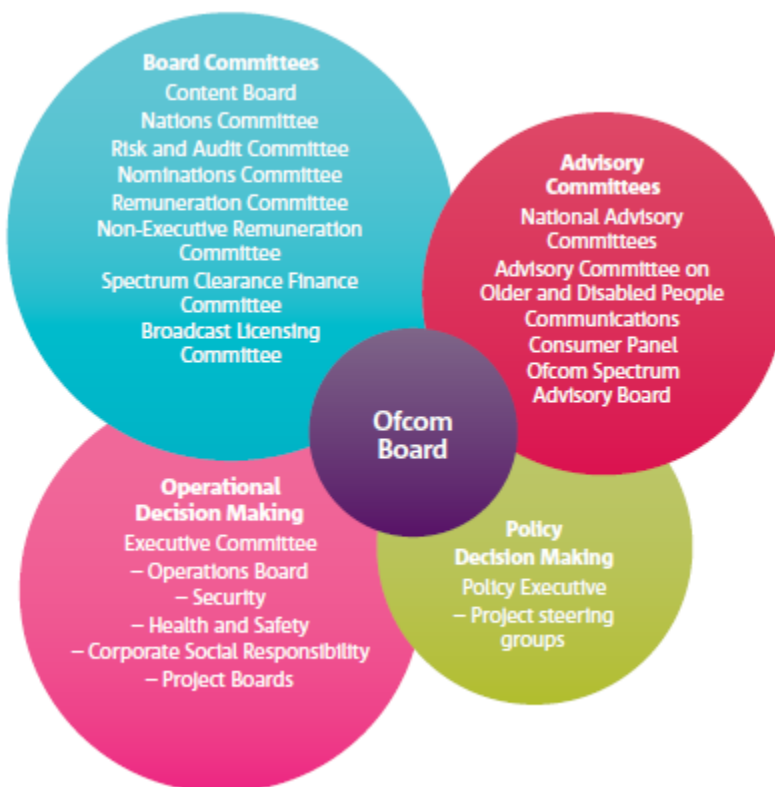 Board Committees
Content Board
Nations Committee
Risk and Audit Committee
Nominations Committee
Remuneration Committee
Non-Executive Remuneration
Committee
Spectrum Clearance Finance
Committee
Broadcast Licensing
Committee
Advisory
Committees
National Advisory
Committees
Advisory Committee on
Older and Disabled People
Communications
Consumer Panel
Ofcom Spectrum
Advisory Board
Ofcom
Board
Operational
Decision Making
Executive Committee
– Operations Board
– Security
– Health and Safety
– Corporate Social Responsibility
– Project Boards
Policy
Decision Making
Policy Executive
– Project steering
groups